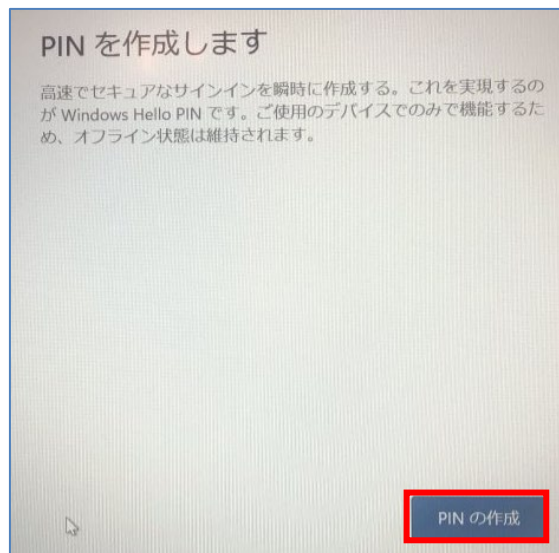 PIN を作成します
高速でセキュアなサインインを瞬時に作成する。これを実現するの
が Windows Hello PIN です。ご使用のデバイスでのみで機能するた
め、オフライン状態は維持されます。
PIN の作成